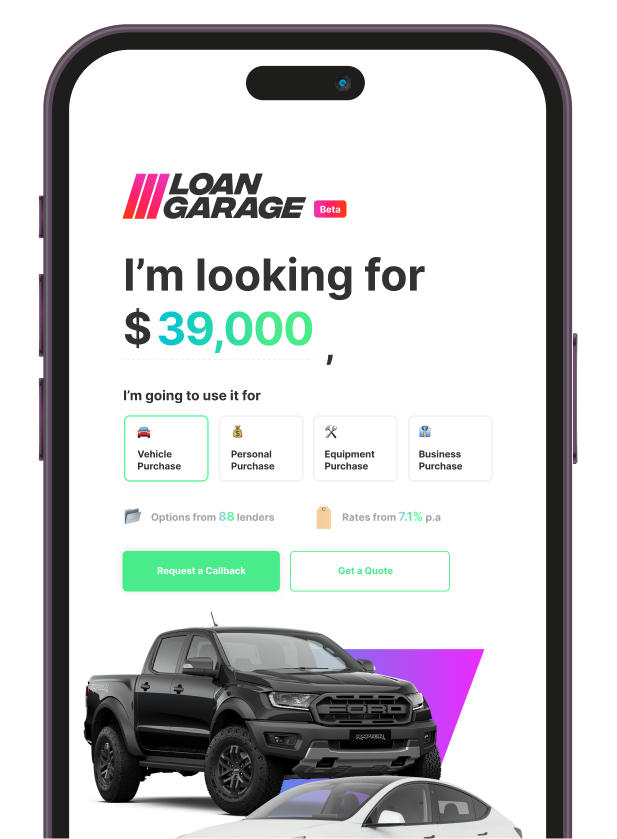 LOAN
GARAGE Beta
I’m looking for
$ 39,000 ,
I’m going to use it for
Vehicle Purchase
Personal Purchase
Equipment Purchase
Business Purchase
Options from 88 lenders
Rates from 7.1% p.a
Request a Callback
Get a Quote
FORD
RAPTOR